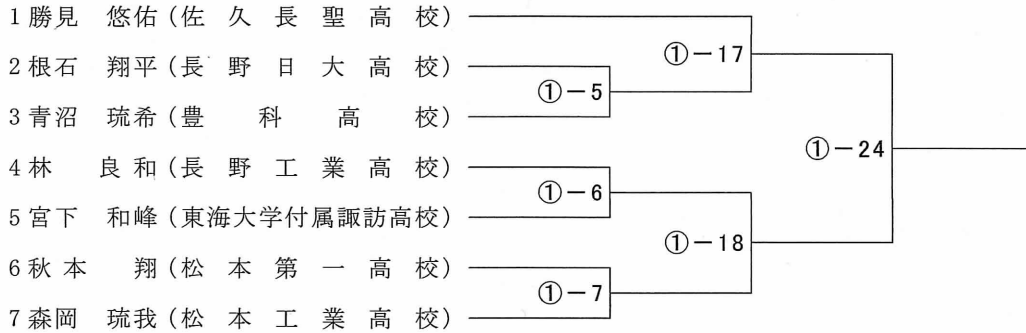 1 勝見 悠佑 (佐久長聖高校)
①－17
2 根石 翔平 (長野日大高校)
①－5
3 青沼 琉希 (豊科高校)
①－24
4 林 良和 (長野工業高校)
①－6
5 宮下 和峰 (東海大学付属諏訪高校)
①－18
6 秋本 翔 (松本第一高校)
①－7
7 森岡 琉我 (松本工業高校)